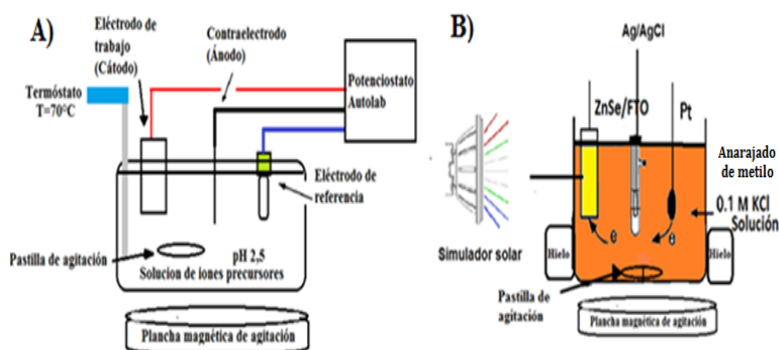 A)
Eléctrodo de
trabajo
(Cátodo)
Contraelectrodo
(Ánodo)
Termóstato
T=70°C
Potenciostato
Autolab
Eléctrodo de
referencia
Pastilla de agitación
pH 2,5
Solucion de iones precursores
Plancha magnética de agitación
B)
Ag/AgCl
ZnSe/FTO
Pt
Anarajado
de metilo
0.1 M KCl
Solución
Simulador solar
e
e
Hielo
Hielo
Pastilla de
agitación
Plancha magnética de agitación